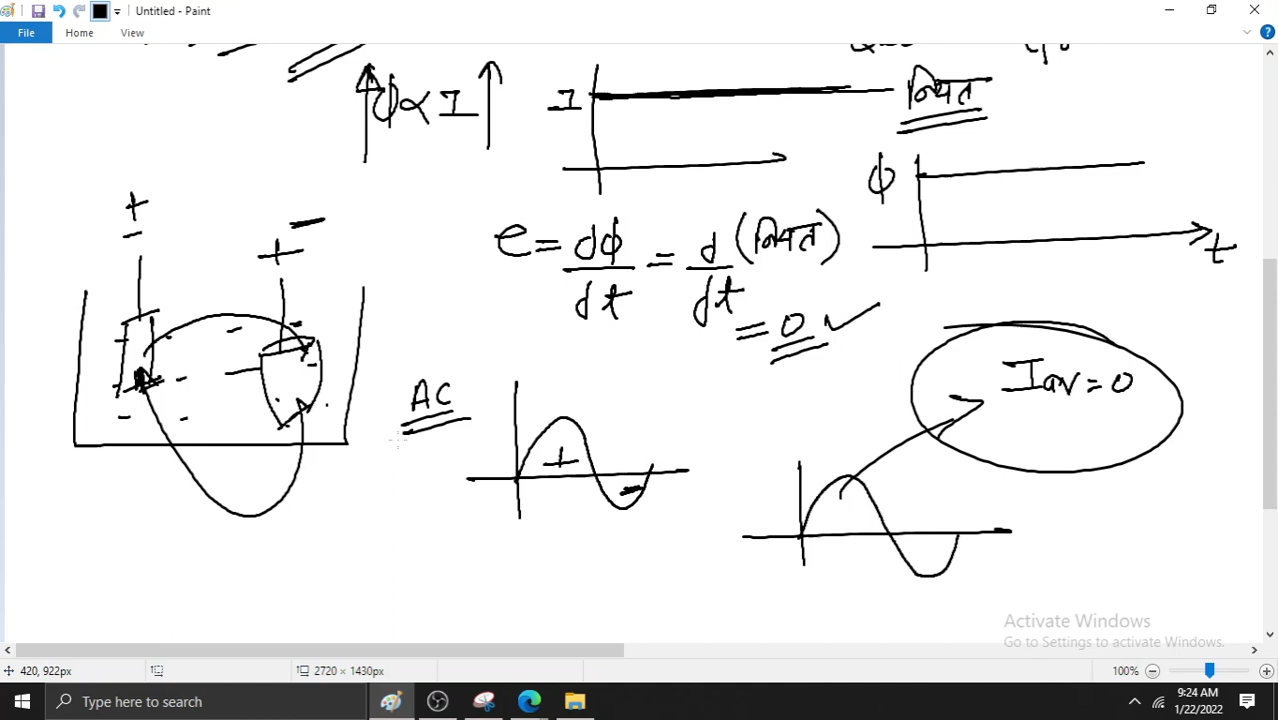 Untitled - Paint
File Home View
ϕ ∝ I
I
नियत
ϕ
t
e = dϕ/dt = d/dt (नियत)
= 0 ✓
+
-
-
+
AC
+
-
Iav = 0
Activate Windows
Go to Settings to activate Windows.
420, 922px
2720 × 1430px
100%
Type here to search
9:24 AM
1/22/2022